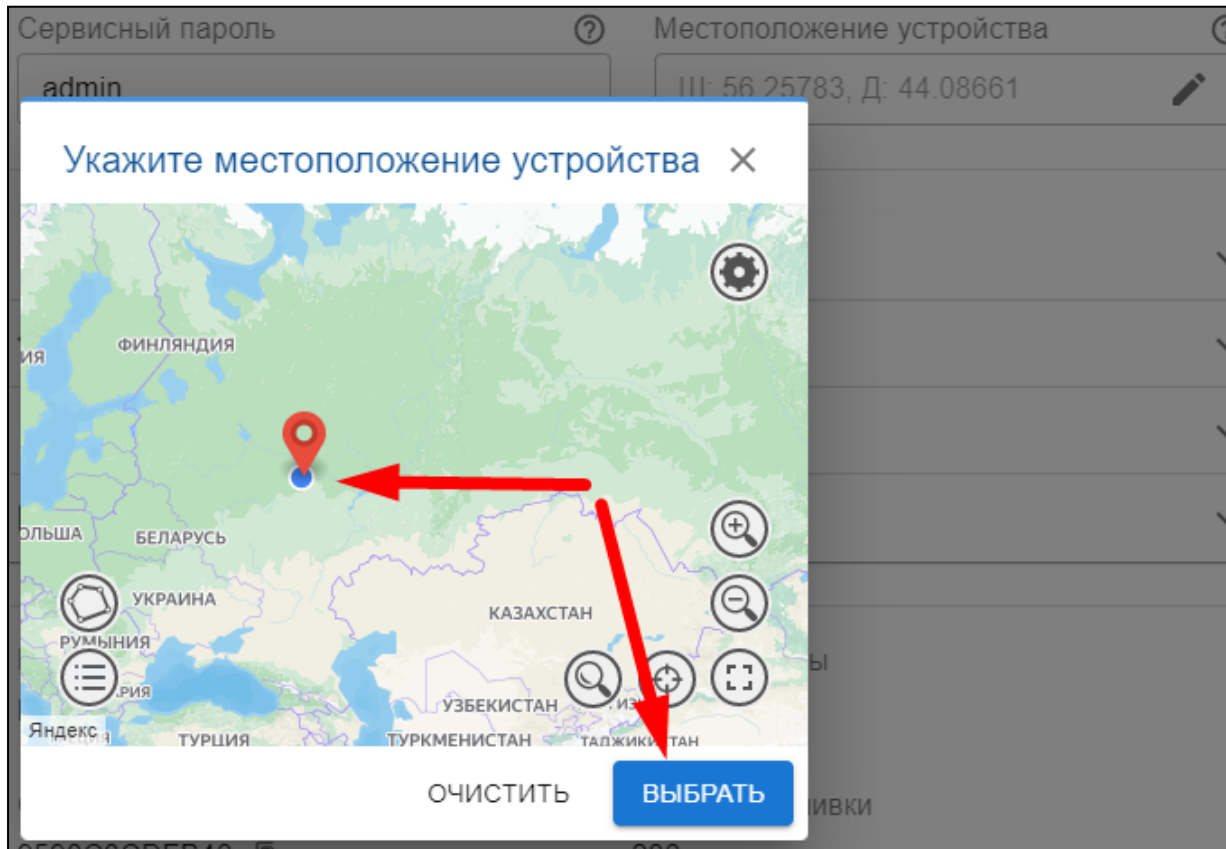 Сервисный пароль
Местоположение устройства
admin
Ш: 56.25783, Д: 44.08661
Укажите местоположение устройства
ФИНЛЯНДИЯ
БЕЛАРУСЬ
УКРАИНА
КАЗАХСТАН
РУМЫНИЯ
УЗБЕКИСТАН
Яндекс
ТУРЦИЯ
ТУРКМЕНИСТАН
ТАДЖИКИСТАН
ОЧИСТИТЬ
ВЫБРАТЬ